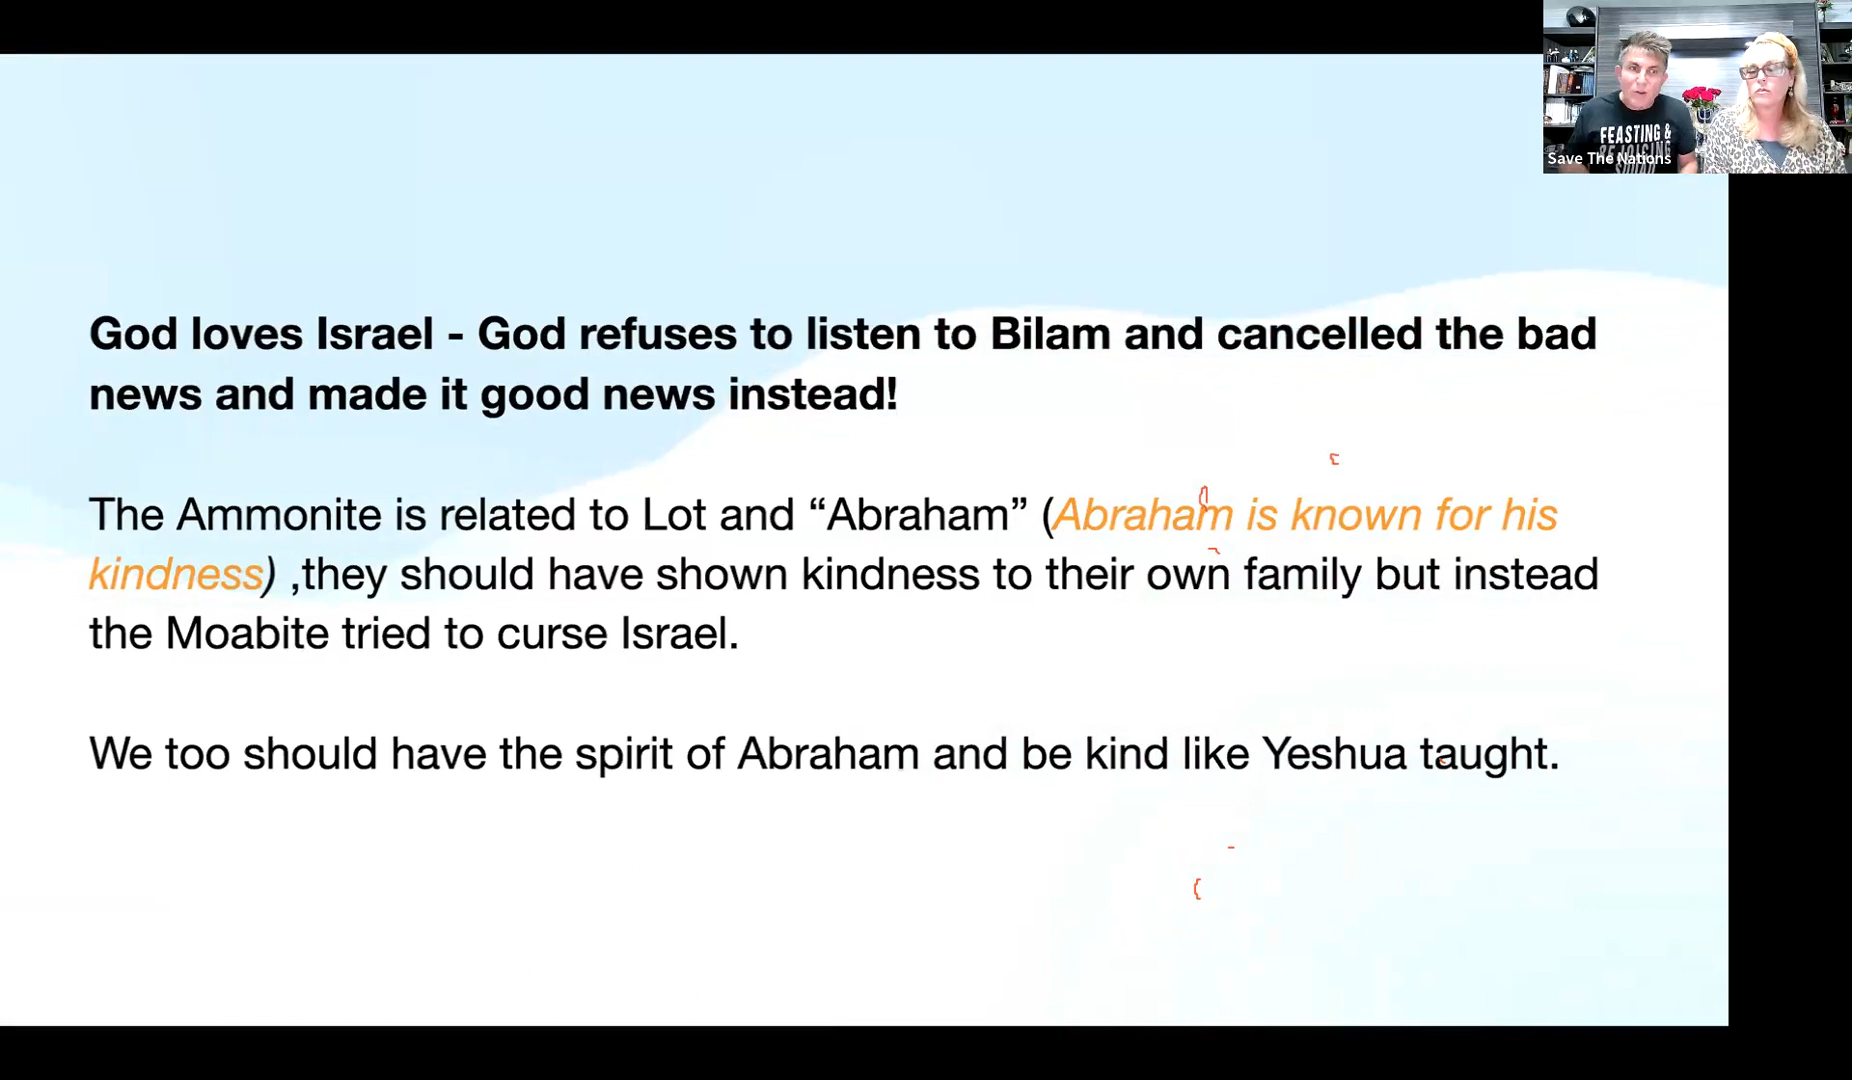 FEASTING &
REJOICING
SQUAD
Save The Nations
God loves Israel - God refuses to listen to Bilam and cancelled the bad
news and made it good news instead!
The Ammonite is related to Lot and “Abraham” (Abraham is known for his
kindness) ,they should have shown kindness to their own family but instead
the Moabite tried to curse Israel.
We too should have the spirit of Abraham and be kind like Yeshua taught.